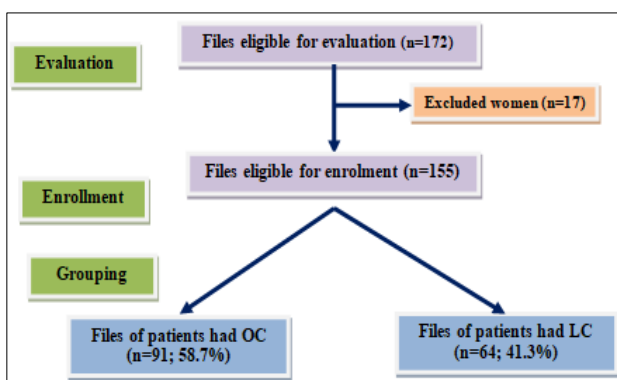 Files eligible for evaluation (n=172)
Evaluation
Excluded women (n=17)
Files eligible for enrolment (n=155)
Enrollment
Grouping
Files of patients had OC
(n=91; 58.7%)
Files of patients had LC
(n=64; 41.3%)